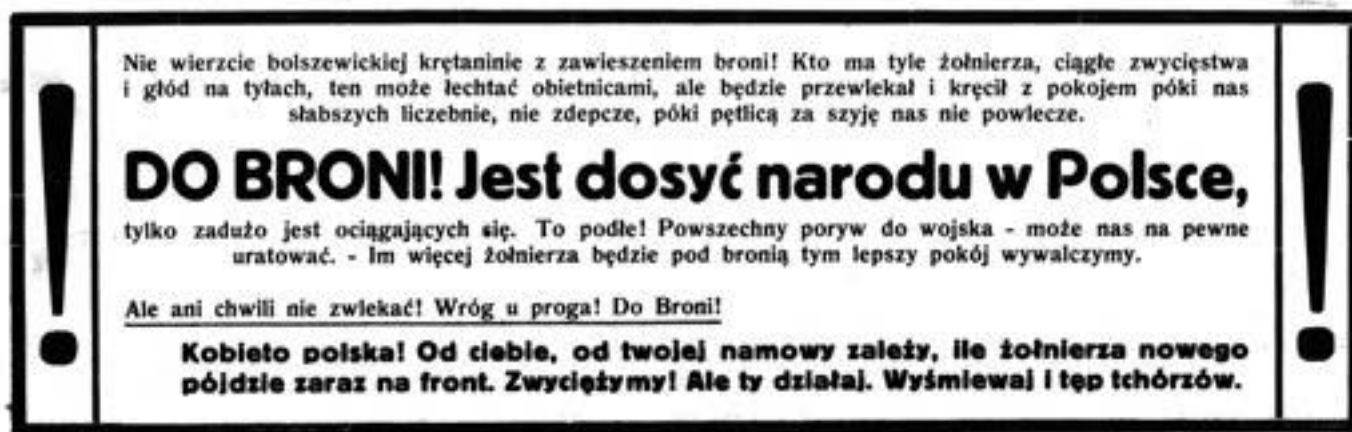 Nie wierzcie bolszewickiej krętaninie z zawieszeniem broni! Kto ma tyle żołnierza, ciągłe zwycięstwa
i głód na tyłach, ten może łechtać obietnicami, ale będzie przewlekał i kręcił z pokojem póki nas
słabszych liczebnie, nie zdepcze, póki pętlicą za szyję nas nie powlecze.
DO BRONI! Jest dosyć narodu w Polsce,
tylko zadużo jest ociągających się. To podłe! Powszechny poryw do wojska - może nas na pewne
uratować. - Im więcej żołnierza będzie pod bronią tym lepszy pokój wywalczymy.
Ale ani chwili nie zwlekać! Wróg u proga! Do Broni!
Kobieto polska! Od ciebie, od twojej namowy zależy, ile żołnierza nowego
pójdzie zaraz na front. Zwyciężymy! Ale ty działaj. Wyśmiewaj i tęp tchórzów.